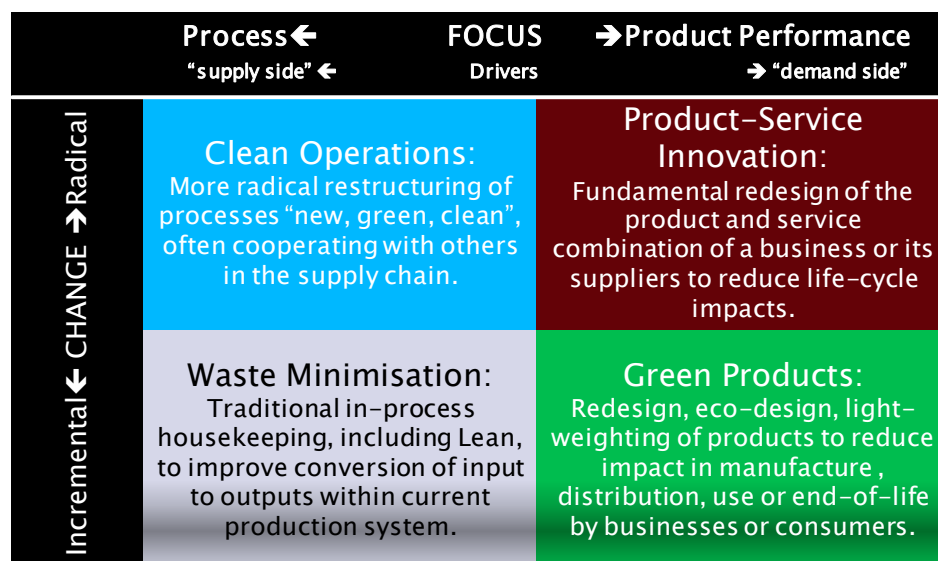 Process🡸 FOCUS 🡺Product Performance
“supply side” 🡸 Drivers 🡺 “demand side”
Incremental🡸 CHANGE 🡺Radical
Clean Operations:
More radical restructuring of
processes “new, green, clean”,
often cooperating with others
in the supply chain.
Product-Service
Innovation:
Fundamental redesign of the
product and service
combination of a business or its
suppliers to reduce life-cycle
impacts.
Waste Minimisation:
Traditional in-process
housekeeping, including Lean,
to improve conversion of input
to outputs within current
production system.
Green Products:
Redesign, eco-design, light-
weighting of products to reduce
impact in manufacture ,
distribution, use or end-of-life
by businesses or consumers.